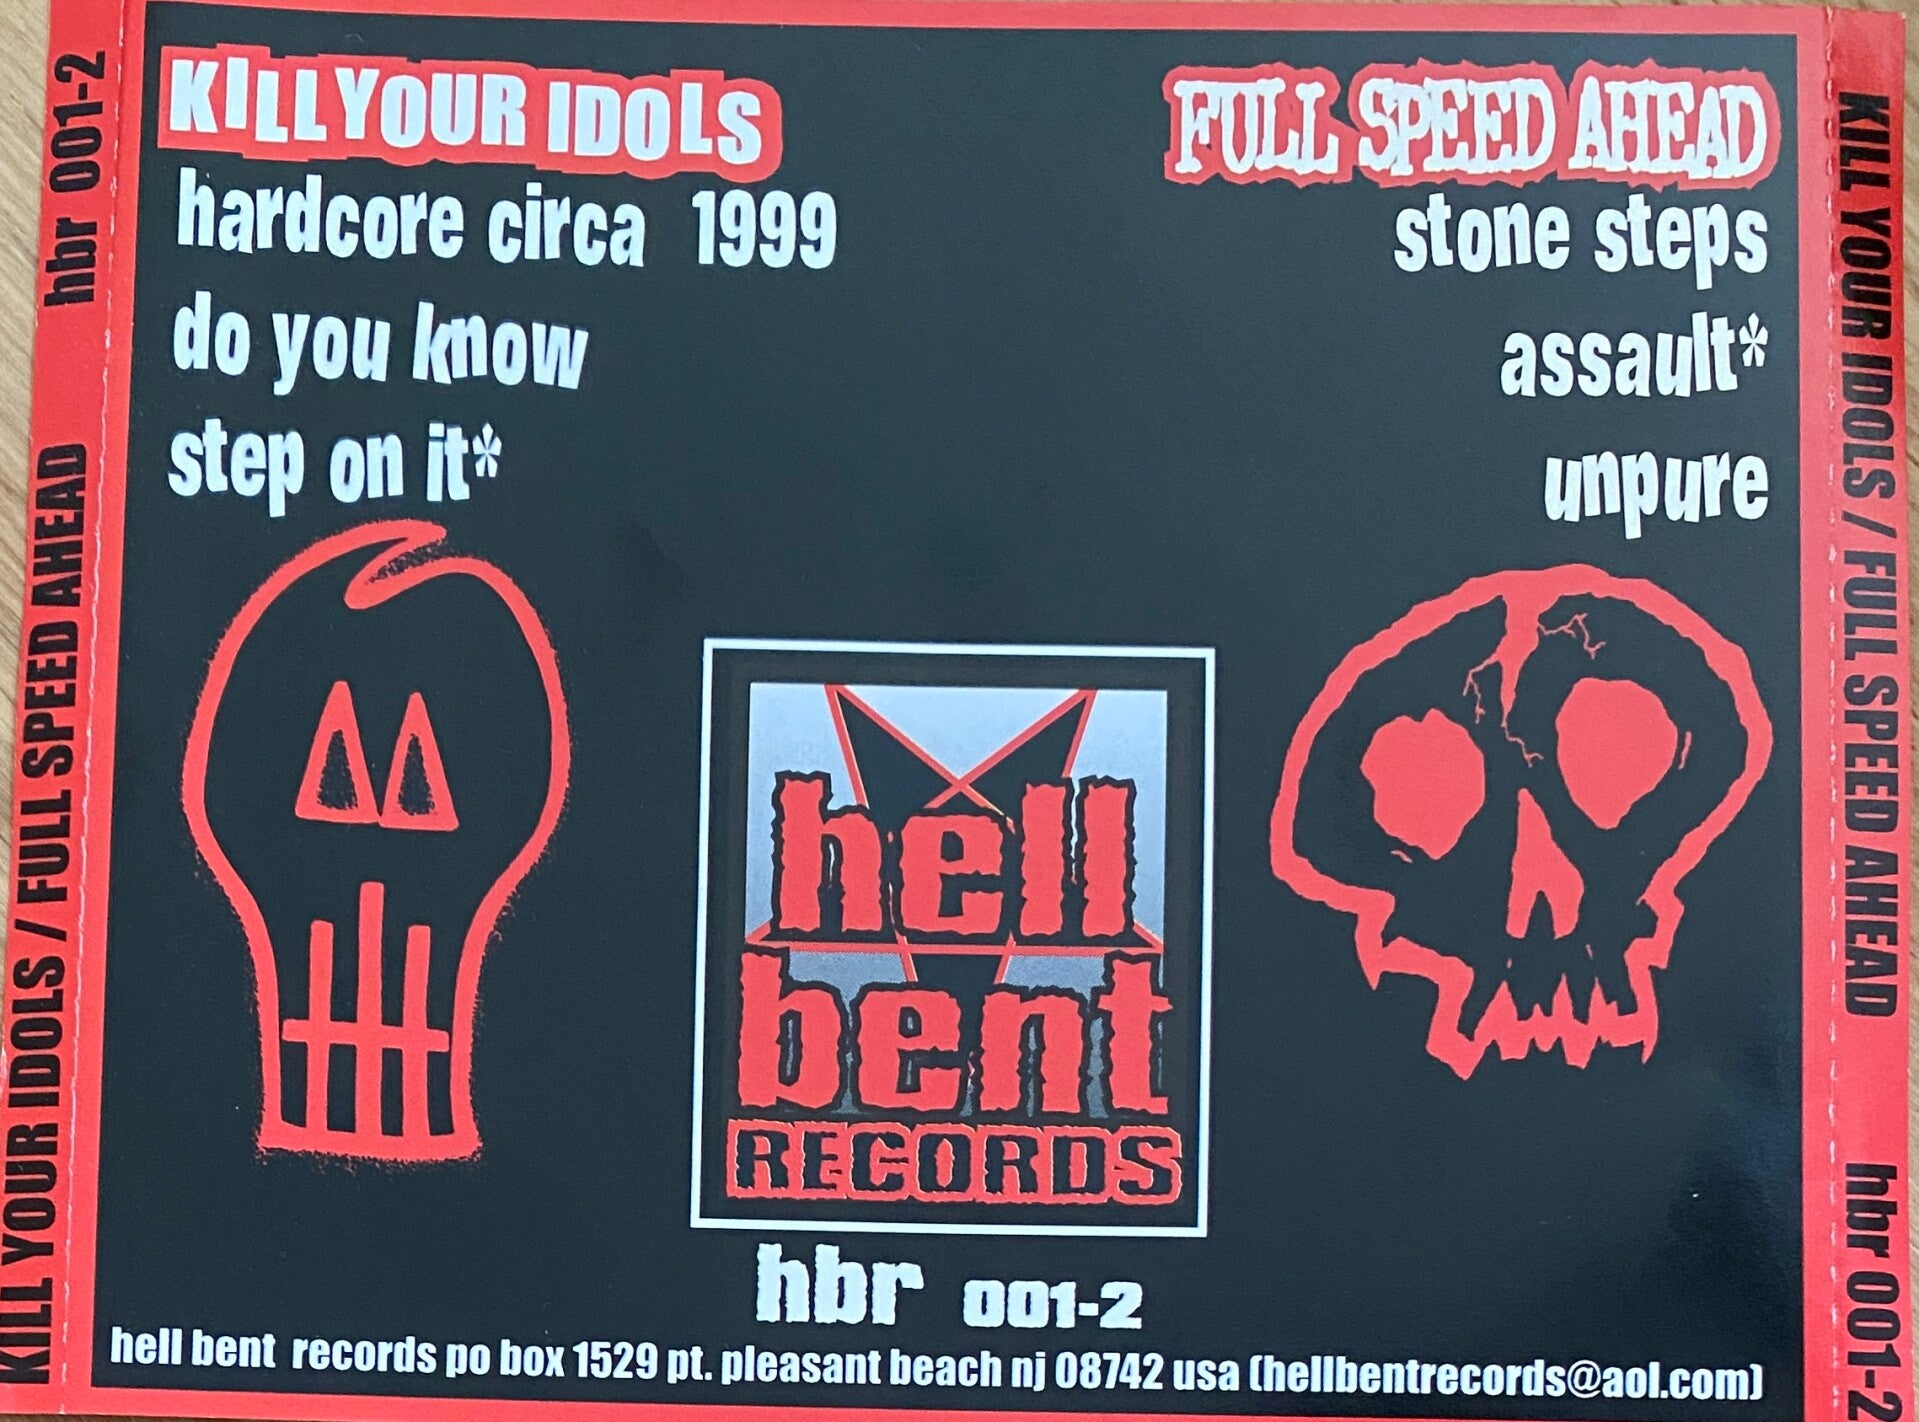 KILL YOUR IDOLS
hardcore circa 1999
do you know
step on it*
FULL SPEED AHEAD
stone steps
assault*
unpure
hell
bent
RECORDS
hbr 001-2
hell bent records po box 1529 pt. pleasant beach nj 08742 usa (hellbentrecords@aol.com)
KILL YOUR IDOLS / FULL SPEED AHEAD hbr 001-2
KILL YOUR IDOLS / FULL SPEED AHEAD hbr 001-2